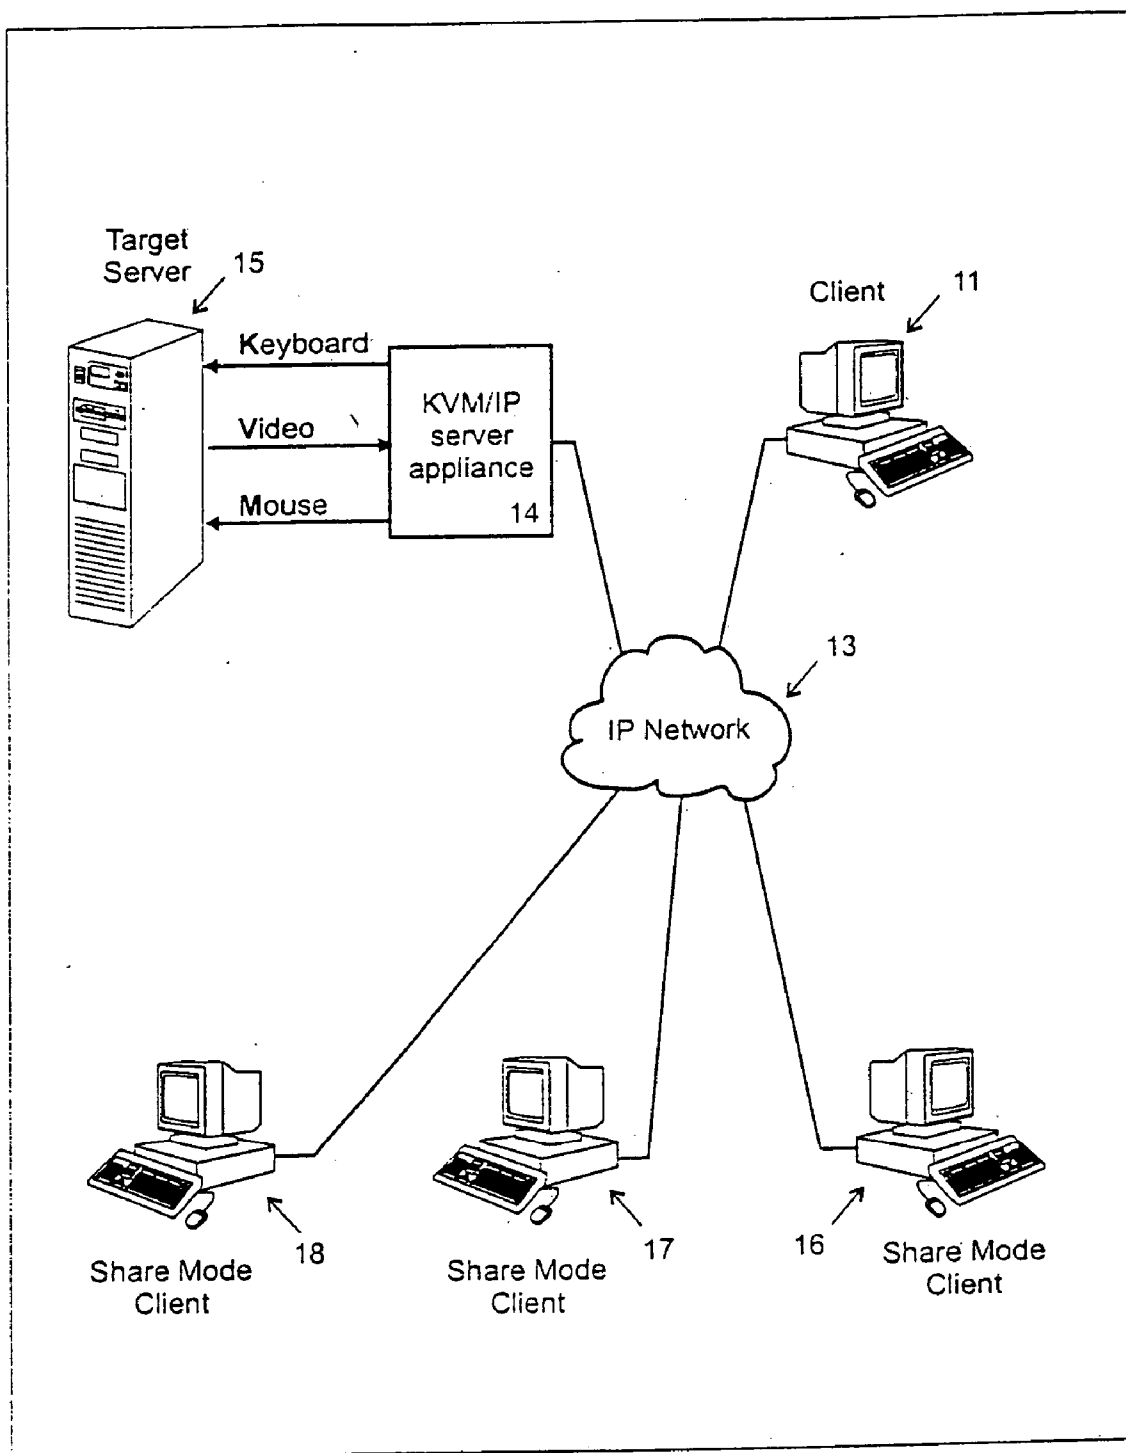 Target
Server
15
Client
11
Keyboard
Video
Mouse
KVM/IP
server
appliance
14
13
IP Network
18
Share Mode
Client
17
Share Mode
Client
16
Share Mode
Client